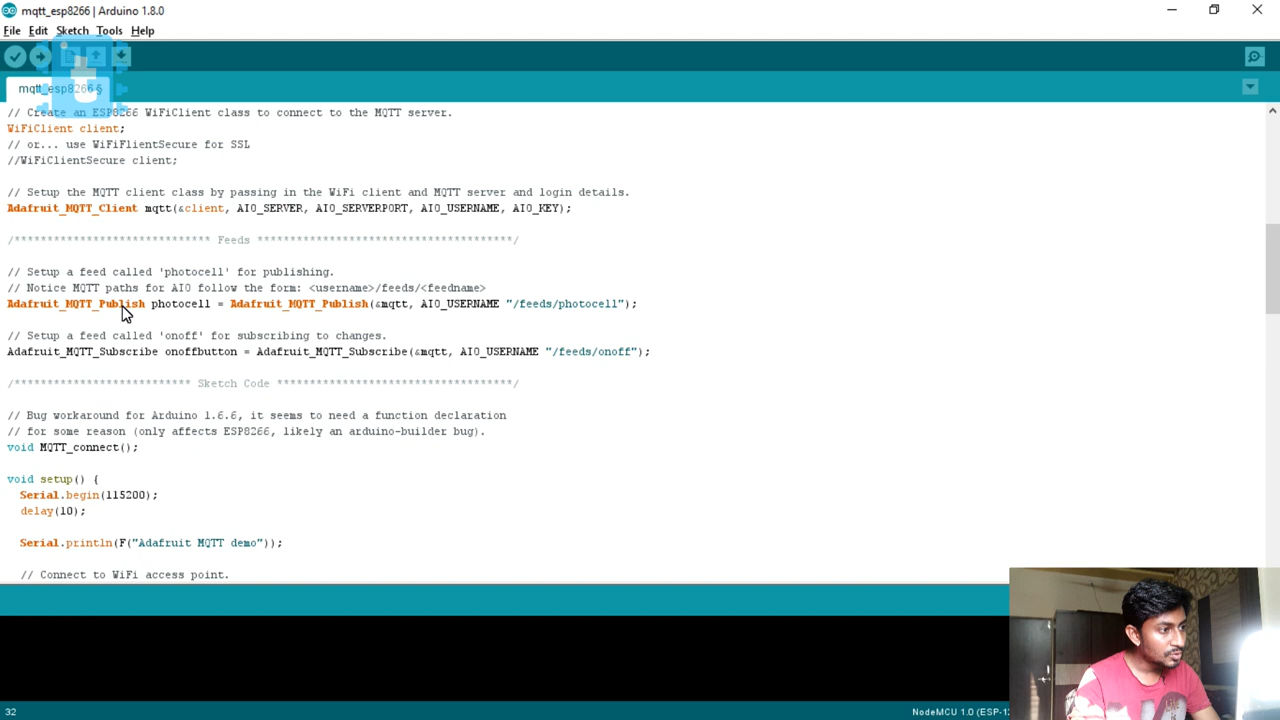 mqtt_esp8266 | Arduino 1.8.0
File Edit Sketch Tools Help
mqtt_esp8266 §
// Create an ESP8266 WiFiClient class to connect to the MQTT server.
WiFiClient client;
// or... use WiFiFlientSecure for SSL
//WiFiClientSecure client;
// Setup the MQTT client class by passing in the WiFi client and MQTT server and login details.
Adafruit_MQTT_Client mqtt(&client, AIO_SERVER, AIO_SERVERPORT, AIO_USERNAME, AIO_KEY);
/****************************** Feeds ***************************************/
// Setup a feed called 'photocell' for publishing.
// Notice MQTT paths for AIO follow the form: <username>/feeds/<feedname>
Adafruit_MQTT_Publish photocell = Adafruit_MQTT_Publish(&mqtt, AIO_USERNAME "/feeds/photocell");
// Setup a feed called 'onoff' for subscribing to changes.
Adafruit_MQTT_Subscribe onoffbutton = Adafruit_MQTT_Subscribe(&mqtt, AIO_USERNAME "/feeds/onoff");
/*************************** Sketch Code ************************************/
// Bug workaround for Arduino 1.6.6, it seems to need a function declaration
// for some reason (only affects ESP8266, likely an arduino-builder bug).
void MQTT_connect();
void setup() {
Serial.begin(115200);
delay(10);
Serial.println(F("Adafruit MQTT demo"));
// Connect to WiFi access point.
32
NodeMCU 1.0 (ESP-12